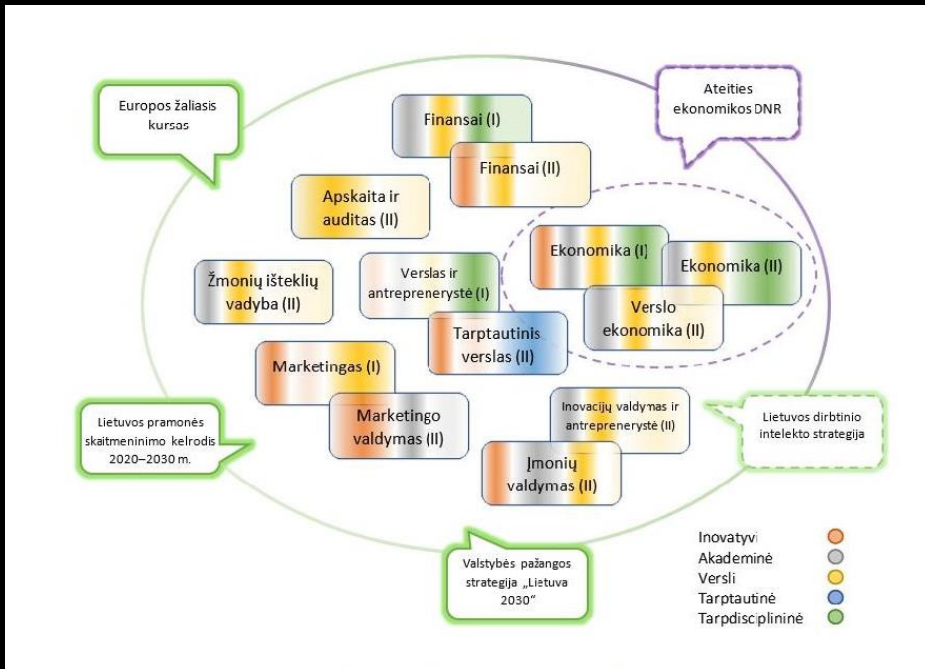 Europos žaliasis
kursas
Ateities
ekonomikos DNR
Finansai (I)
Finansai (II)
Apskaita ir
auditas (II)
Ekonomika (I)
Ekonomika (II)
Verslo
ekonomika (II)
Žmonių išteklių
vadyba (II)
Verslas ir
antreprenerystė (I)
Tarptautinis
verslas (II)
Marketingas (I)
Marketingo
valdymas (II)
Inovacijų valdymas ir
antreprenerystė (II)
Įmonių
valdymas (II)
Lietuvos pramonės
skaitmeninimo kelrodis
2020–2030 m.
Lietuvos dirbtinio
intelekto strategija
Valstybės pažangos
strategija „Lietuva
2030“
Inovatyvi
Akademinė
Versli
Tarptautinė
Tarpdisciplininė